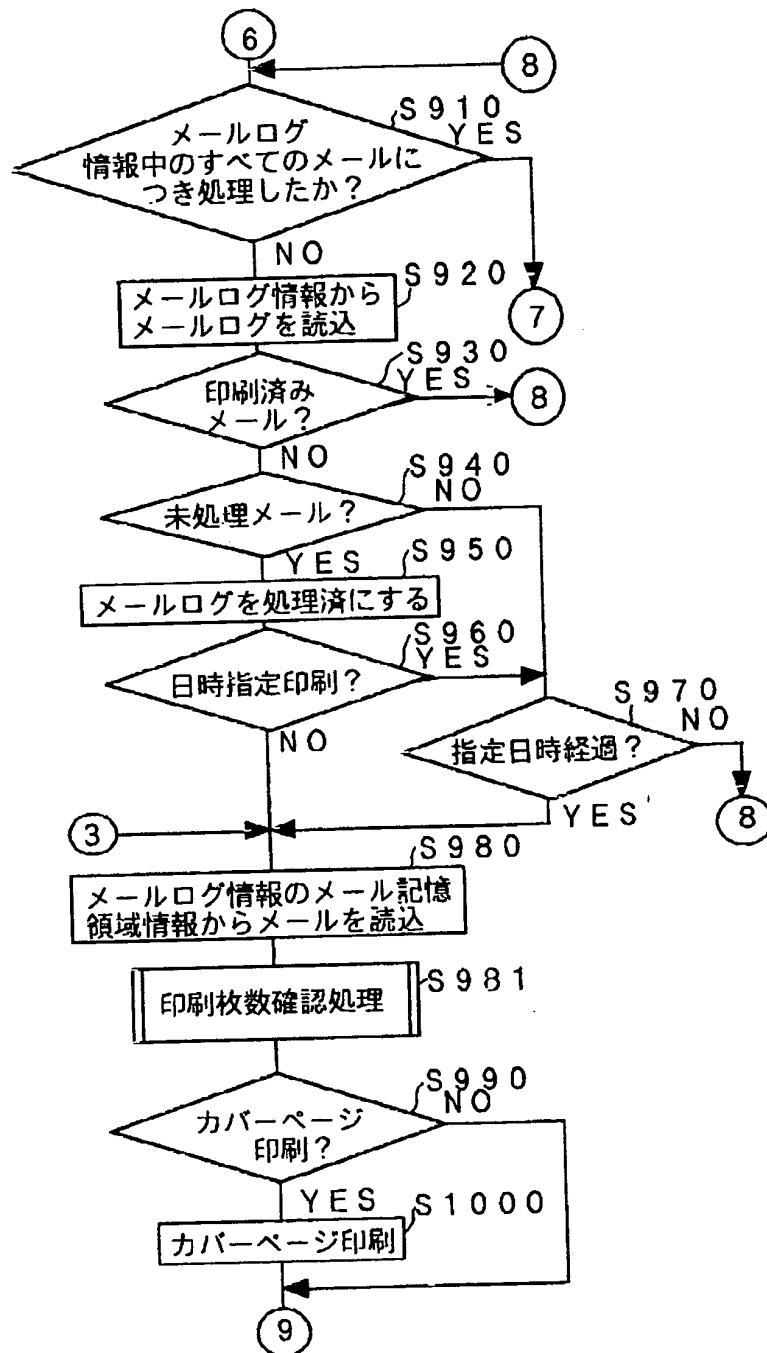 6
8
S910
YES
メールログ
情報中のすべてのメールに
つき処理したか?
NO
7
S920
メールログ情報から
メールログを読込
S930
YES
8
印刷済み
メール?
NO
S940
NO
未処理メール?
YES
S950
メールログを処理済にする
S960
YES
日時指定印刷?
NO
S970
NO
指定日時経過?
YES
8
3
S980
メールログ情報のメール記憶
領域情報からメールを読込
S981
印刷枚数確認処理
S990
NO
カバーページ
印刷?
YES
S1000
カバーページ印刷
9